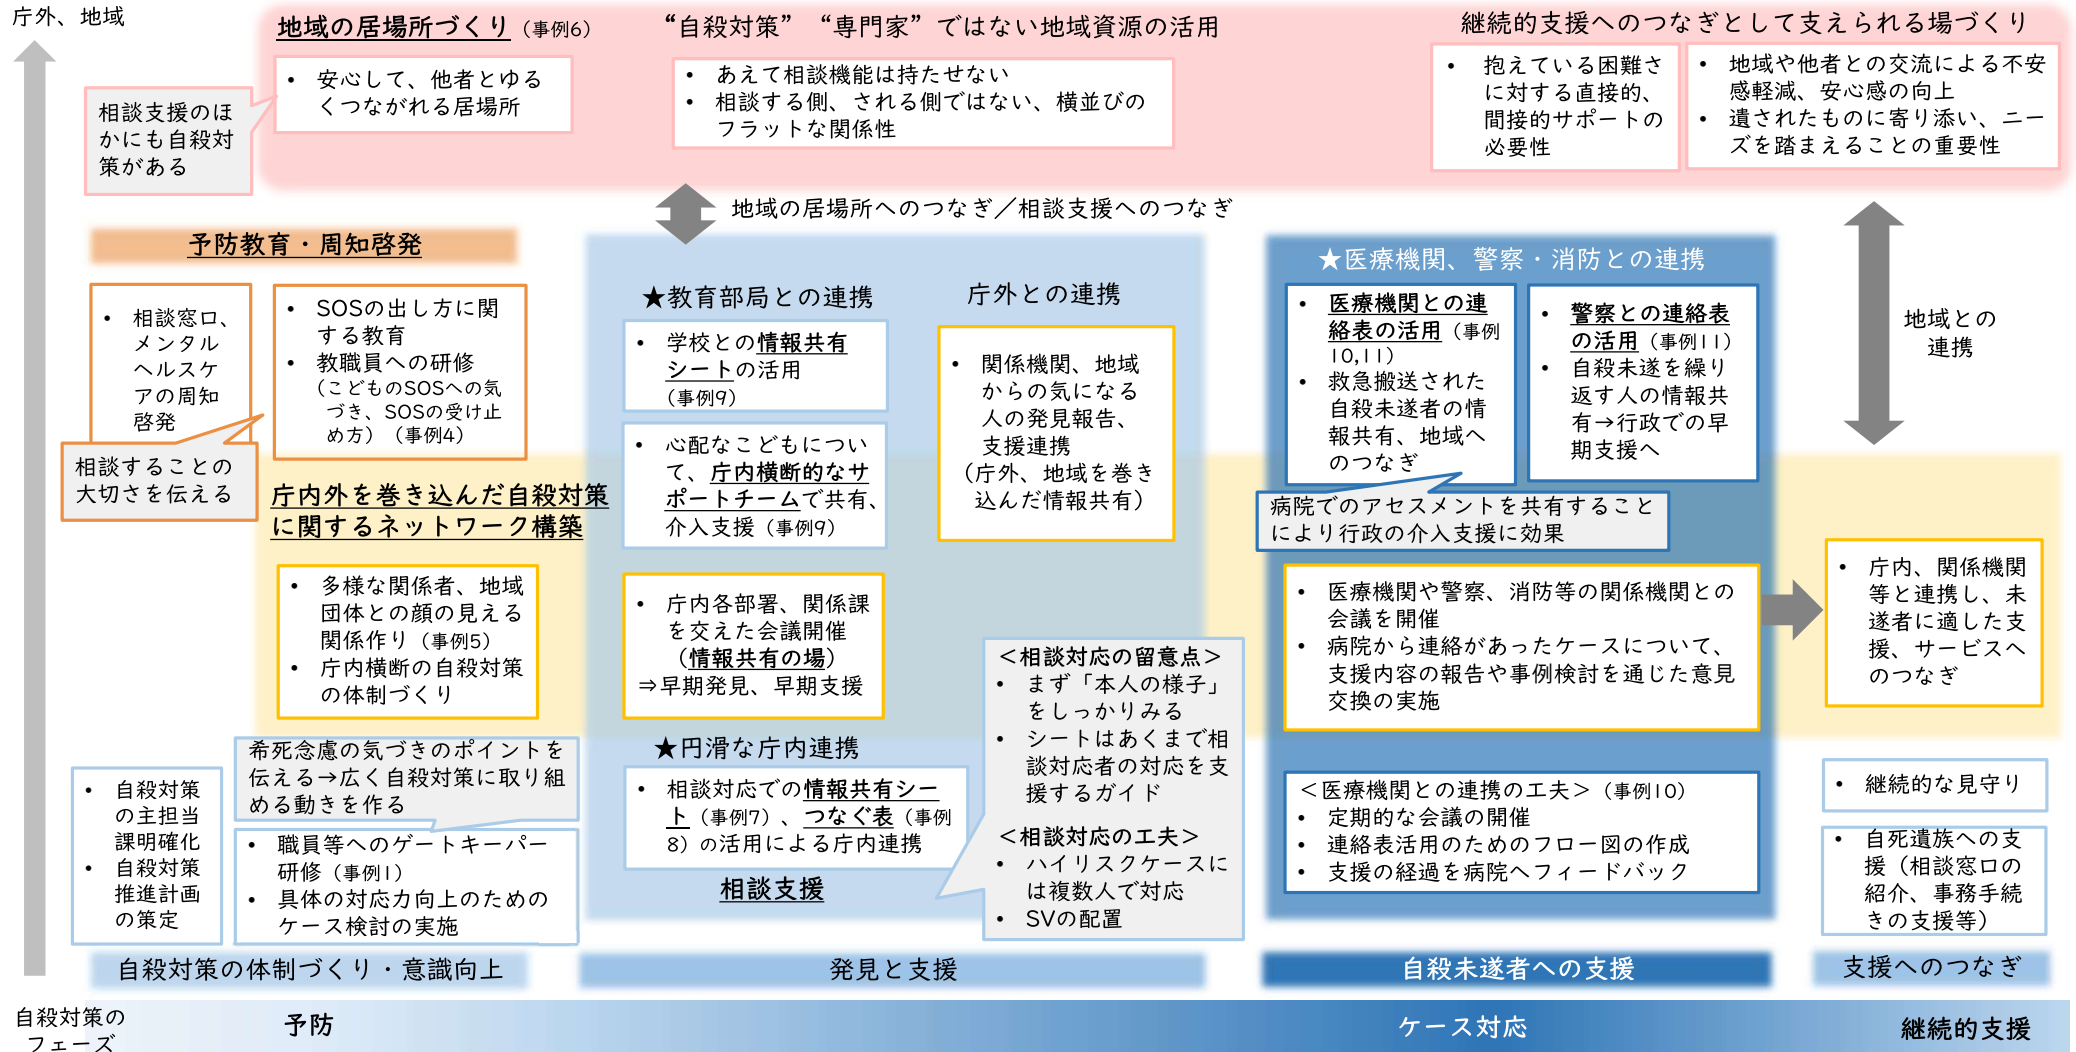 庁外、地域
地域の居場所づくり（事例6）
“自殺対策” “専門家” ではない地域資源の活用
継続的支援へのつなぎとして支えられる場づくり
• 安心して、他者とゆる
くつながれる居場所
• あえて相談機能は持たせない
• 相談する側、される側ではない、横並びの
フラットな関係性
• 抱えている困難さ
に対する直接的、
間接的サポートの
必要性
• 地域や他者との交流による不安
感軽減、安心感の向上
• 遺されたものに寄り添い、ニー
ズを踏まえることの重要性
相談支援のほ
かにも自殺対
策がある
地域の居場所へのつなぎ／相談支援へのつなぎ
予防教育・周知啓発
• 相談窓口、
メンタル
ヘルスケ
アの周知
啓発
• SOSの出し方に関
する教育
• 教職員への研修
（こどものSOSへの気
づき、SOSの受け止
め方）（事例4）
相談することの
大切さを伝える
庁内外を巻き込んだ自殺対策
に関するネットワーク構築
• 多様な関係者、地域
団体との顔の見える
関係作り（事例5）
• 庁内横断の自殺対策
の体制づくり
希死念慮の気づきのポイントを
伝える→広く自殺対策に取り組
める動きを作る
• 自殺対策
の主担当
課明確化
• 自殺対策
推進計画
の策定
• 職員等へのゲートキーパー
研修（事例1）
• 具体の対応力向上のための
ケース検討の実施
★教育部局との連携
• 学校との情報共有
シートの活用
（事例9）
• 心配なこどもについ
て、庁内横断的なサ
ポートチームで共有、
介入支援（事例9）
• 庁内各部署、関係課
を交えた会議開催
（情報共有の場）
⇒早期発見、早期支援
★円滑な庁内連携
• 相談対応での情報共有シー
ト（事例7）、つなぐ表（事例
8）の活用による庁内連携
相談支援
庁外との連携
• 関係機関、地域
からの気になる
人の発見報告、
支援連携
（庁外、地域を巻き
込んだ情報共有）
＜相談対応の留意点＞
• まず「本人の様子」
をしっかりみる
• シートはあくまで相
談対応者の対応を支
援するガイド
＜相談対応の工夫＞
• ハイリスクケースに
は複数人で対応
• SVの配置
★医療機関、警察・消防との連携
• 医療機関との連
絡表の活用（事例
10,11）
• 救急搬送された
自殺未遂者の情
報共有、地域へ
のつなぎ
• 警察との連絡表
の活用（事例11）
• 自殺未遂を繰り
返す人の情報共
有→行政での早
期支援へ
病院でのアセスメントを共有すること
により行政の介入支援に効果
• 医療機関や警察、消防等の関係機関との
会議を開催
• 病院から連絡があったケースについて、
支援内容の報告や事例検討を通じた意見
交換の実施
＜医療機関との連携の工夫＞（事例10）
• 定期的な会議の開催
• 連絡表活用のためのフロー図の作成
• 支援の経過を病院へフィードバック
地域との
連携
• 庁内、関係機関
等と連携し、未
遂者に適した支
援、サービスへ
のつなぎ
• 継続的な見守り
• 自死遺族への支
援（相談窓口の
紹介、事務手続
きの支援等）
自殺対策の体制づくり・意識向上
発見と支援
自殺未遂者への支援
支援へのつなぎ
自殺対策の
フェーズ
予防
ケース対応
継続的支援